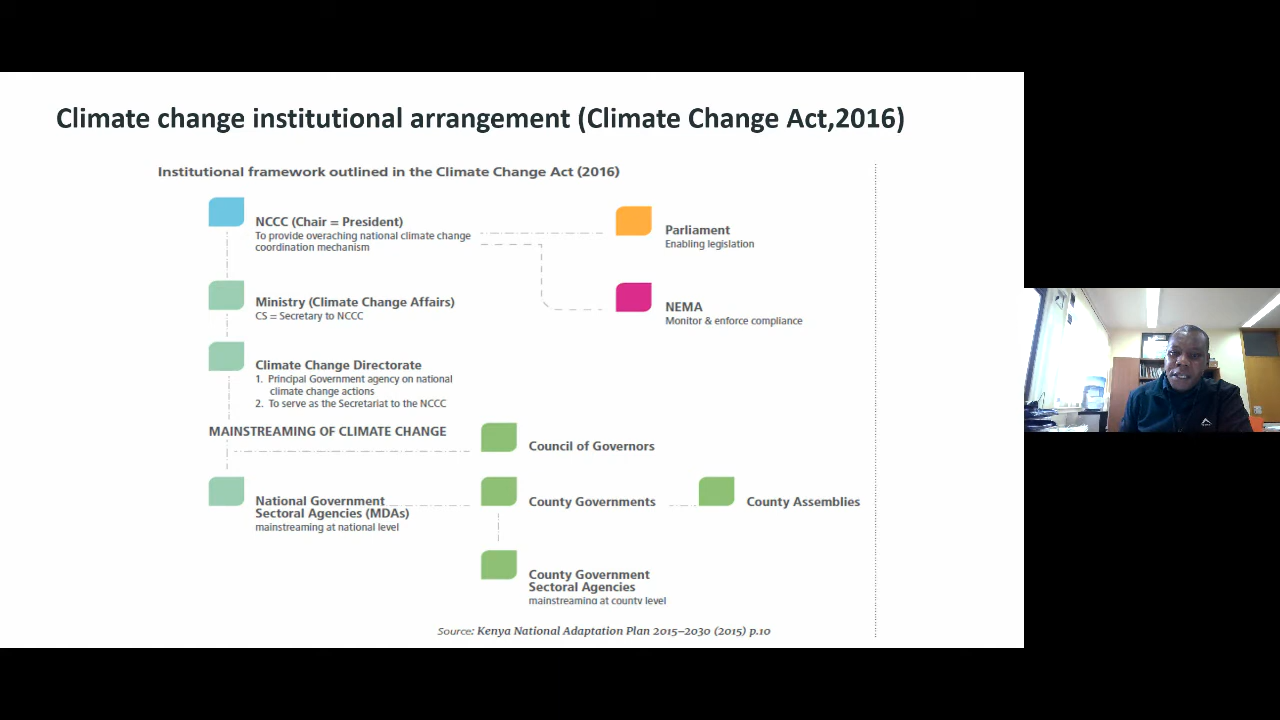 Climate change institutional arrangement (Climate Change Act,2016)
Institutional framework outlined in the Climate Change Act (2016)
NCCC (Chair = President)
To provide overaching national climate change
coordination mechanism
Parliament
Enabling legislation
Ministry (Climate Change Affairs)
CS = Secretary to NCCC
NEMA
Monitor & enforce compliance
Climate Change Directorate
1. Principal Government agency on national
climate change actions
2. To serve as the Secretariat to the NCCC
MAINSTREAMING OF CLIMATE CHANGE
Council of Governors
National Government
Sectoral Agencies (MDAs)
mainstreaming at national level
County Governments
County Assemblies
County Government
Sectoral Agencies
mainstreaming at county level
Source: Kenya National Adaptation Plan 2015–2030 (2015) p.10